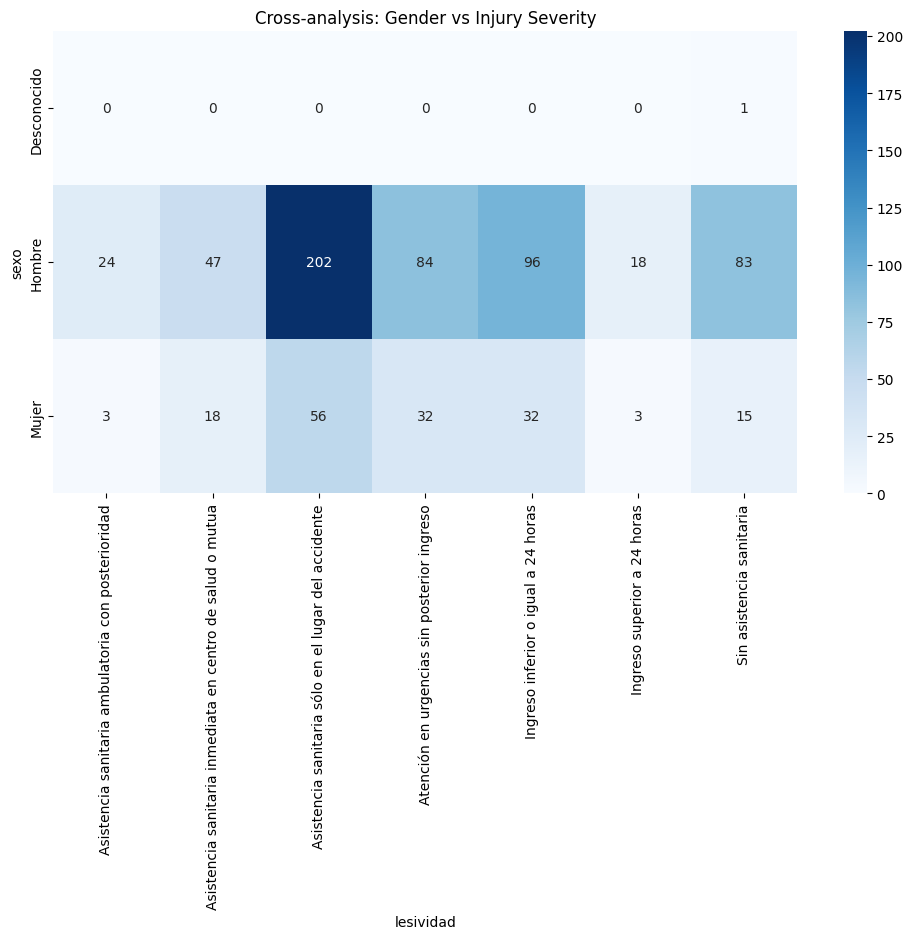 Cross-analysis: Gender vs Injury Severity
sexo
Desconocido
Hombre
Mujer
0 0 0 0 0 0 1
24 47 202 84 96 18 83
3 18 56 32 32 3 15
Asistencia sanitaria ambulatoria con posterioridad
Asistencia sanitaria inmediata en centro de salud o mutua
Asistencia sanitaria sólo en el lugar del accidente
Atención en urgencias sin posterior ingreso
Ingreso inferior o igual a 24 horas
Ingreso superior a 24 horas
Sin asistencia sanitaria
lesividad
200
175
150
125
100
75
50
25
0